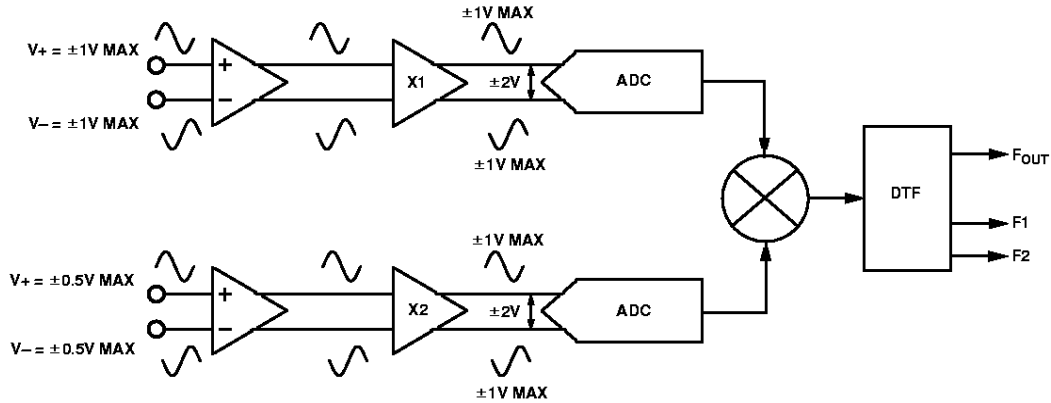 ±1V MAX
V+ = ±1V MAX
+
X1
±2V
ADC
–
V– = ±1V MAX
±1V MAX
DTF
FOUT
F1
F2
±1V MAX
V+ = ±0.5V MAX
+
X2
±2V
ADC
–
V– = ±0.5V MAX
±1V MAX